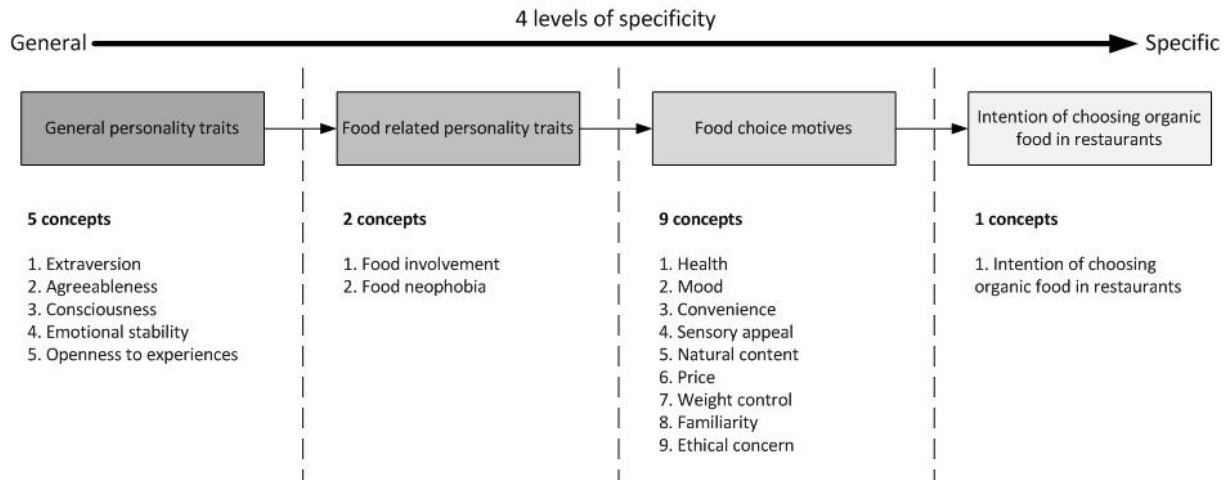 4 levels of specificity
General
Specific
General personality traits
Food related personality traits
Food choice motives
Intention of choosing organic
food in restaurants
5 concepts
1. Extraversion
2. Agreeableness
3. Consciousness
4. Emotional stability
5. Openness to experiences
2 concepts
1. Food involvement
2. Food neophobia
9 concepts
1. Health
2. Mood
3. Convenience
4. Sensory appeal
5. Natural content
6. Price
7. Weight control
8. Familiarity
9. Ethical concern
1 concepts
1. Intention of choosing
organic food in restaurants